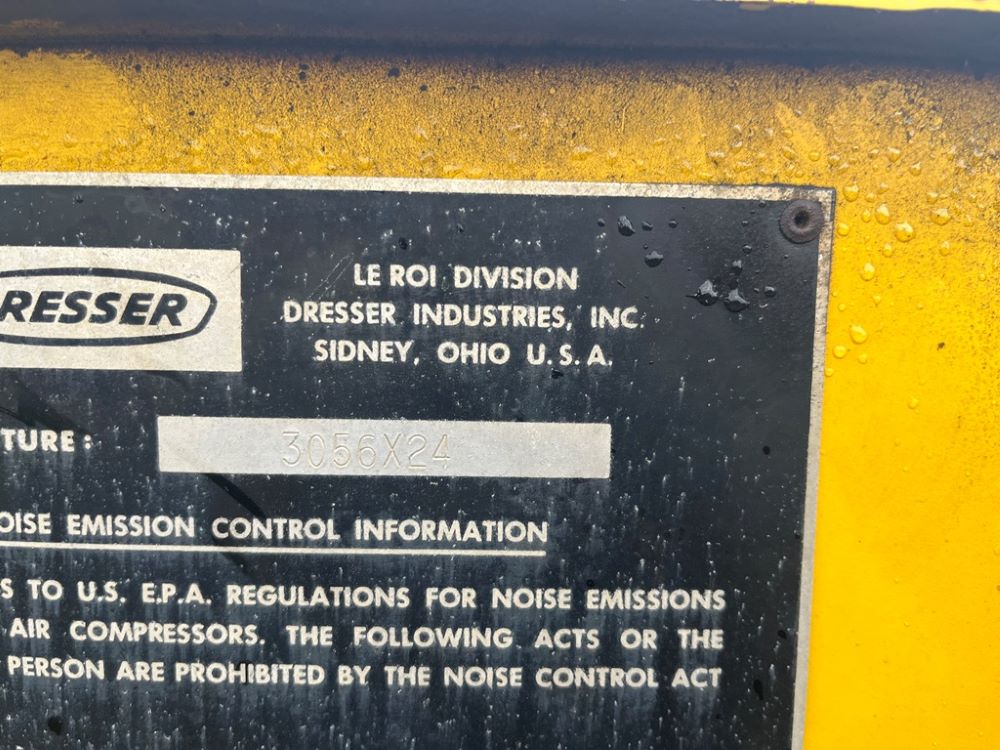 LE ROI DIVISION
RESSER
DRESSER INDUSTRIES, INC.
SIDNEY, OHIO U.S.A.
TURE: 3056X24
OISE EMISSION CONTROL INFORMATION
S TO U.S. E.P.A. REGULATIONS FOR NOISE EMISSIONS
AIR COMPRESSORS. THE FOLLOWING ACTS OR THE
PERSON ARE PROHIBITED BY THE NOISE CONTROL ACT